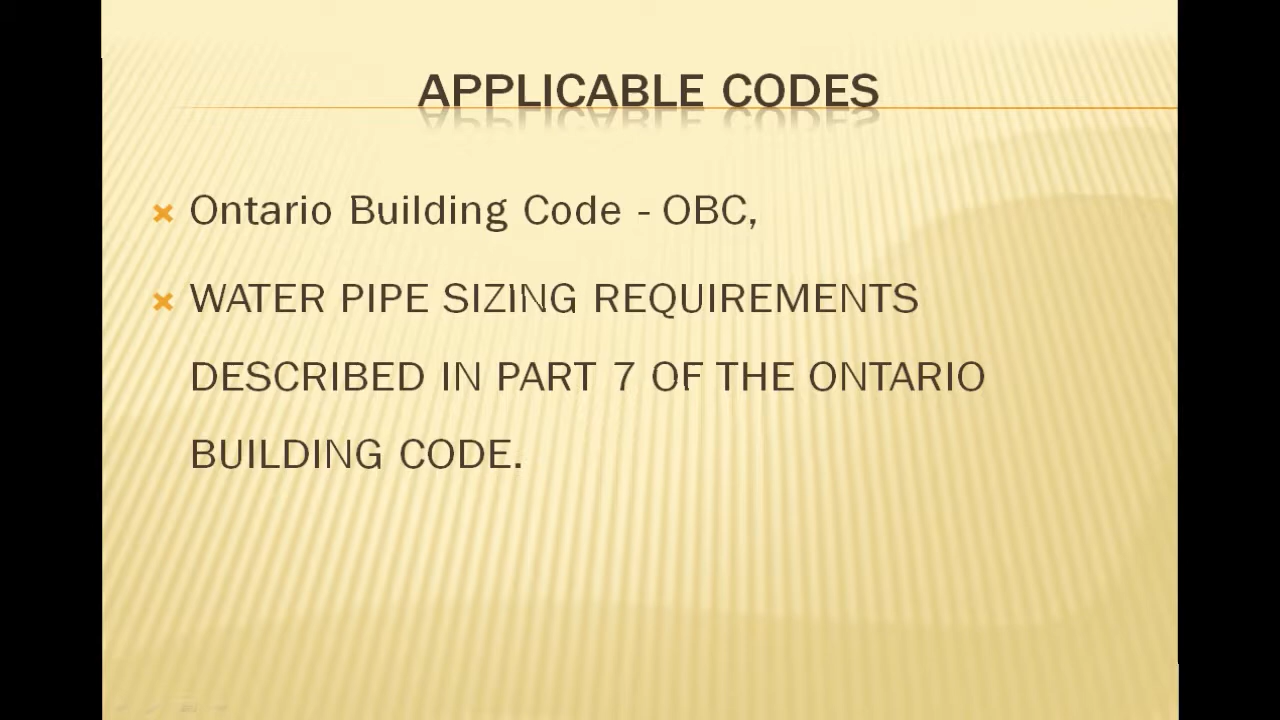 APPLICABLE CODES
Ontario Building Code - OBC,
WATER PIPE SIZING REQUIREMENTS
DESCRIBED IN PART 7 OF THE ONTARIO
BUILDING CODE.